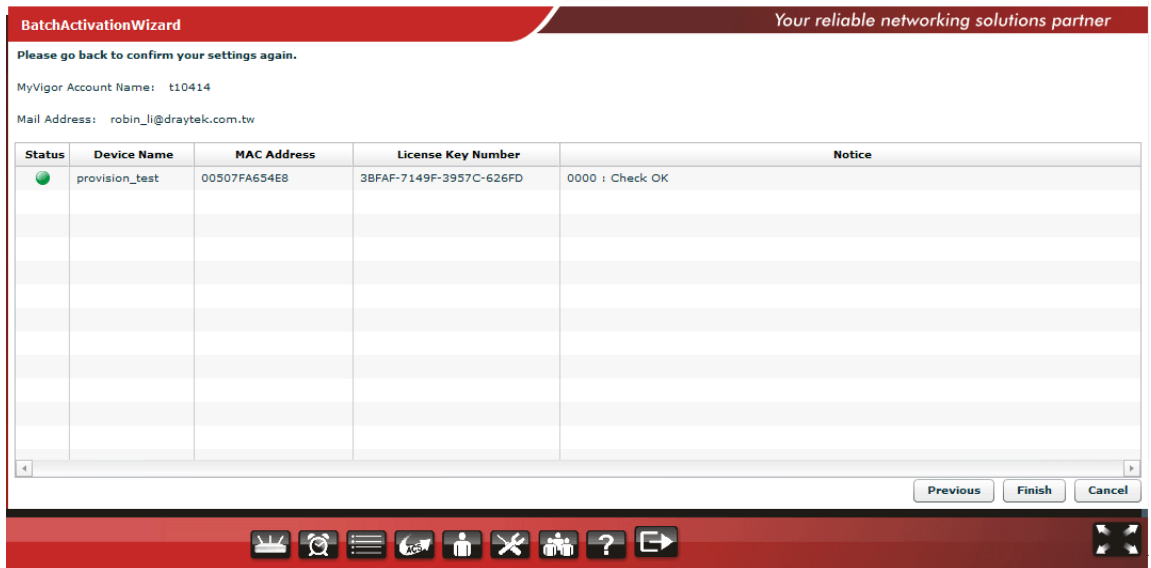 BatchActivationWizard
Your reliable networking solutions partner
Please go back to confirm your settings again.
MyVigor Account Name: t10414
Mail Address: robin_li@draytek.com.tw
Status Device Name MAC Address License Key Number Notice
provision_test 00507FA654E8 3BFAF-7149F-3957C-626FD 0000 : Check OK
Previous Finish Cancel
ACS ?